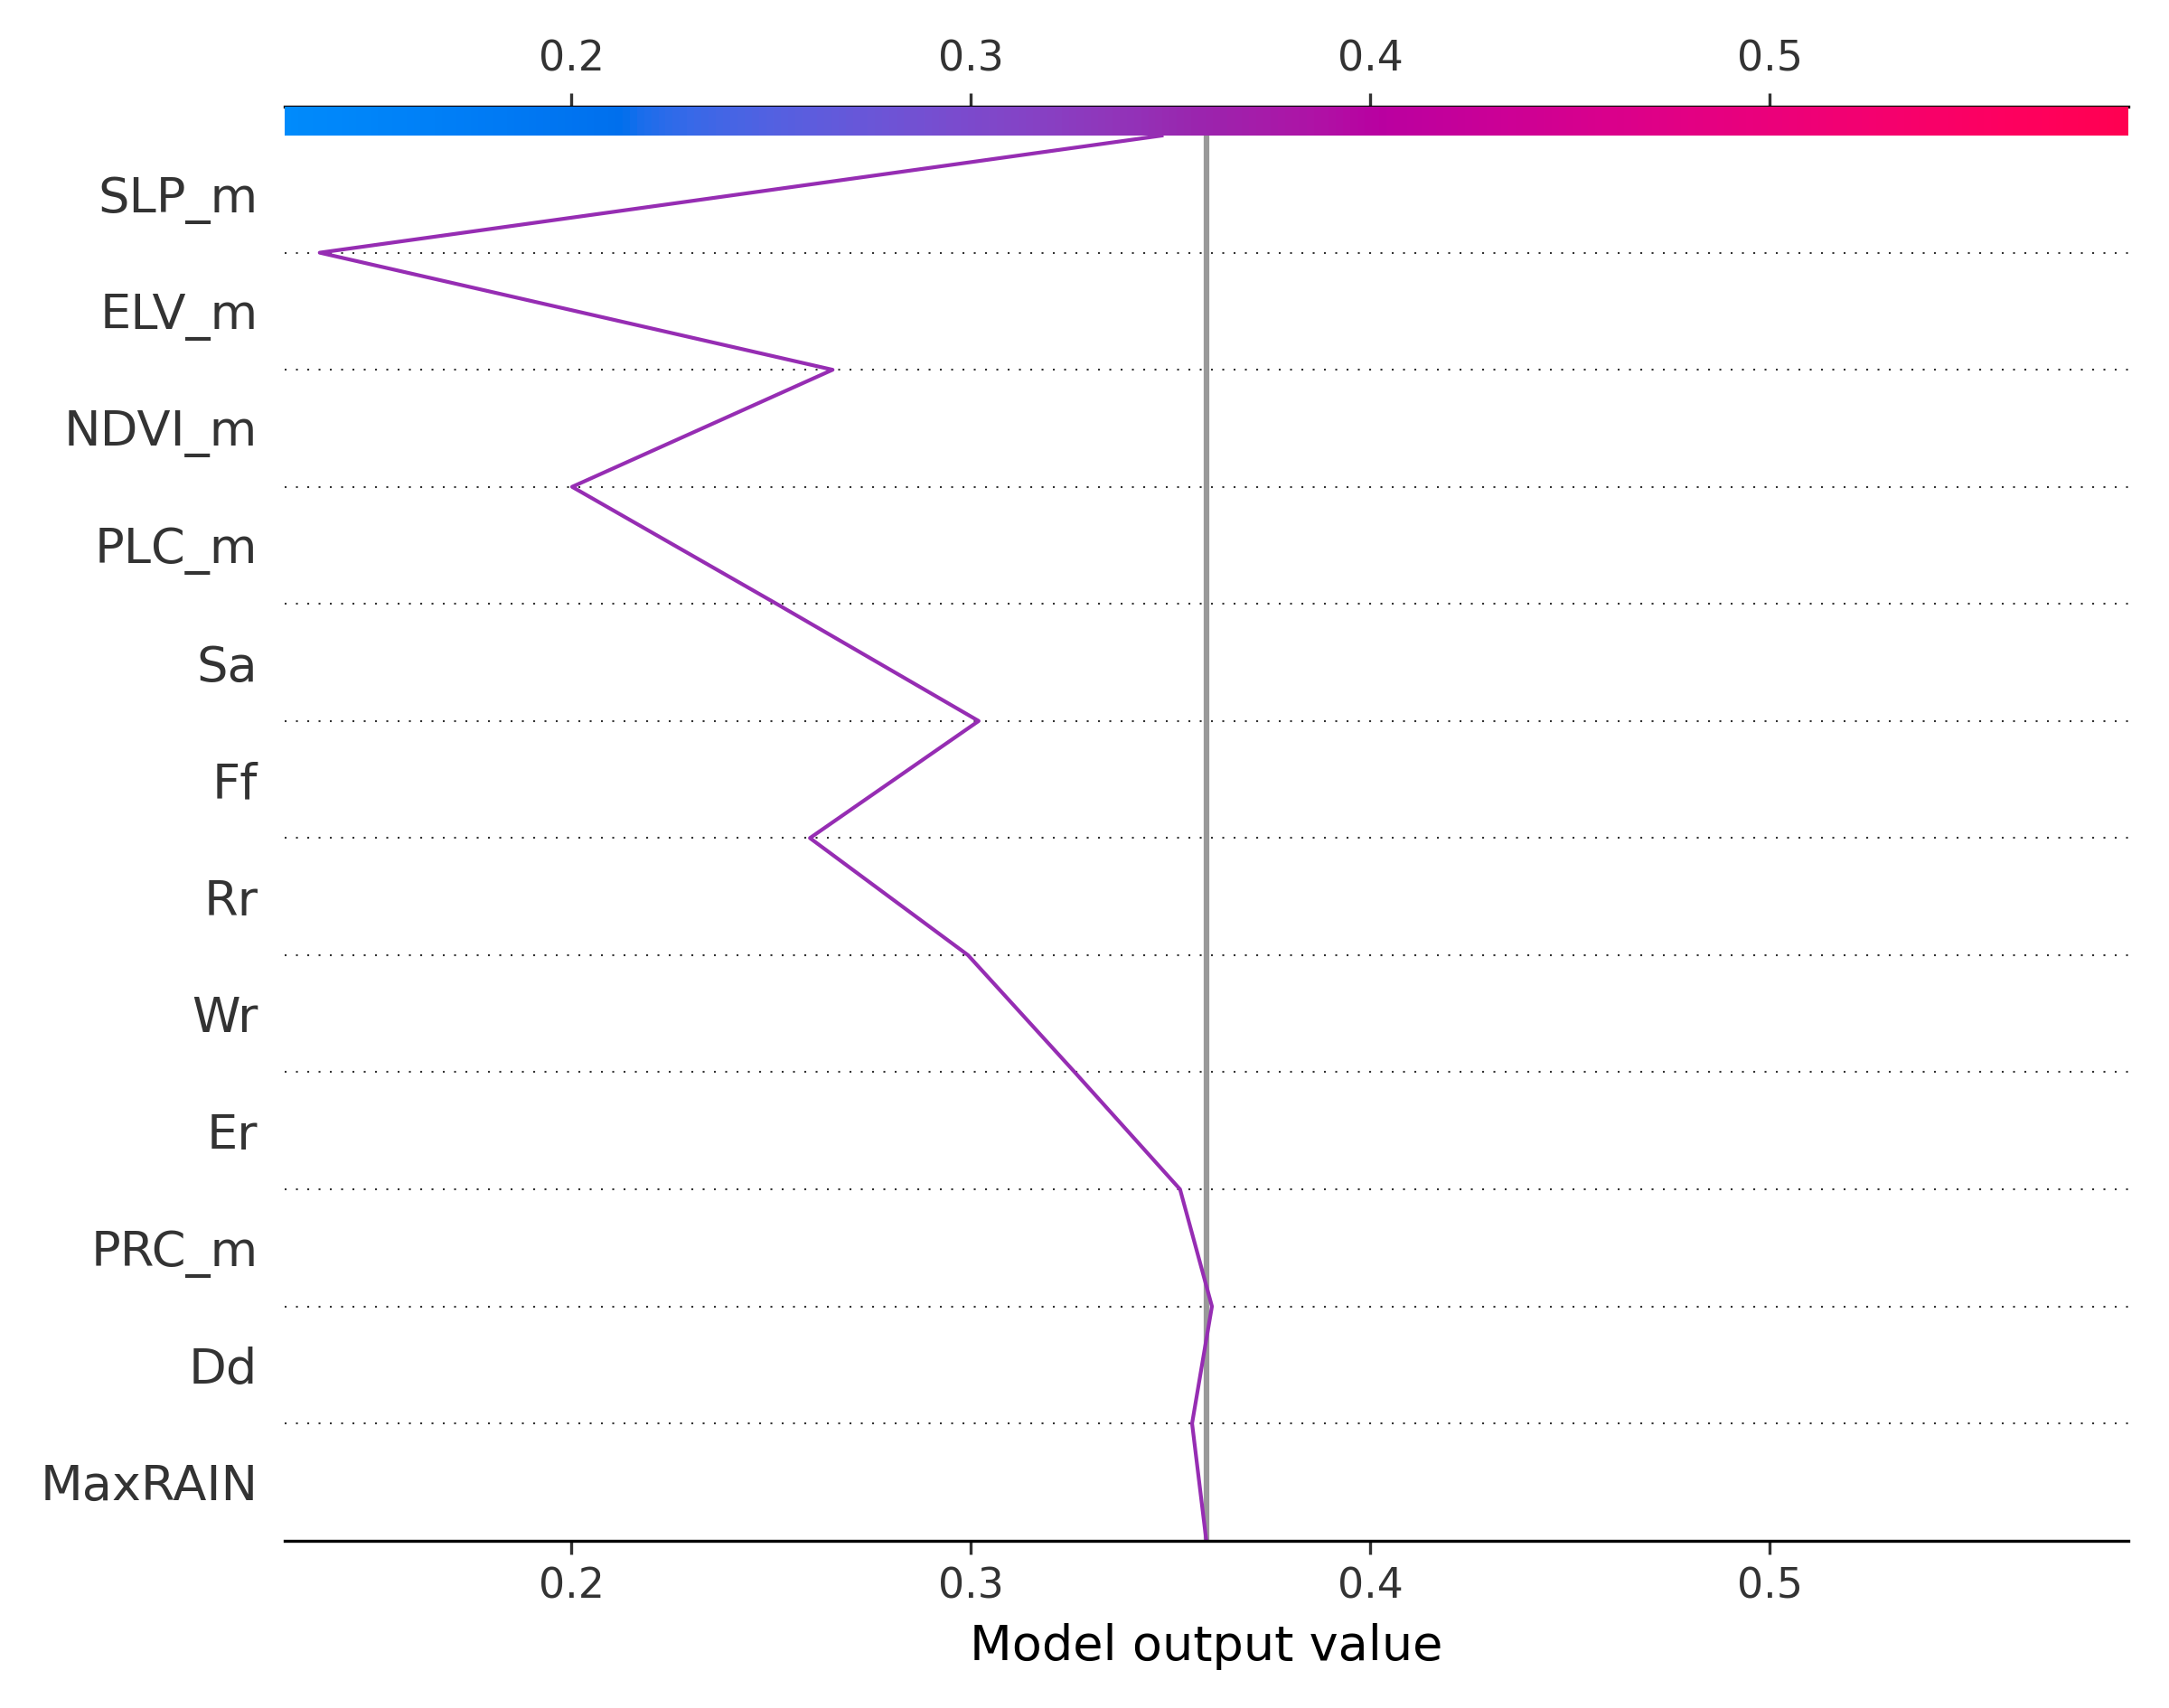 0.2 0.3 0.4 0.5
SLP_m
ELV_m
NDVI_m
PLC_m
Sa
Ff
Rr
Wr
Er
PRC_m
Dd
MaxRAIN
0.2 0.3 0.4 0.5
Model output value